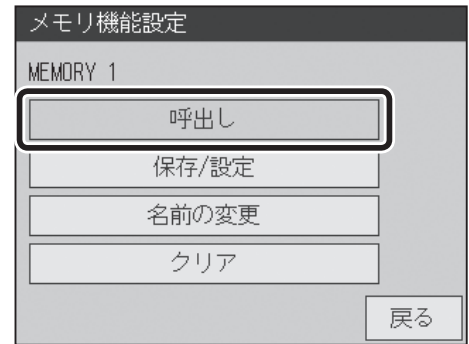 メモリ機能設定
MEMORY 1
呼出し
保存/設定
名前の変更
クリア
戻る